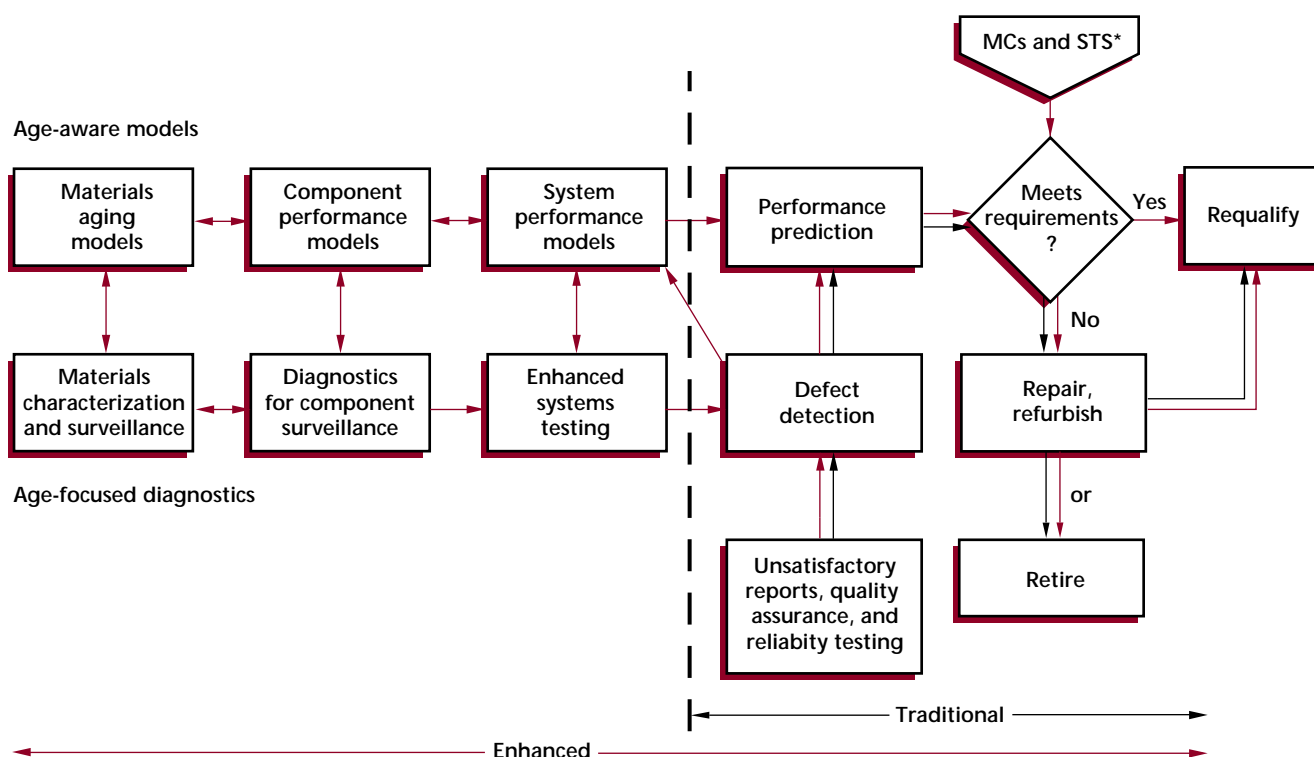 MCs and STS*
Age-aware models
Materials
aging
models
Component
performance
models
System
performance
models
Performance
prediction
Meets
requirements
?
Yes
Requalify
No
Materials
characterization
and surveillance
Diagnostics
for component
surveillance
Enhanced
systems
testing
Defect
detection
Repair,
refurbish
Age-focused diagnostics
or
Unsatisfactory
reports, quality
assurance, and
reliabity testing
Retire
Traditional
Enhanced